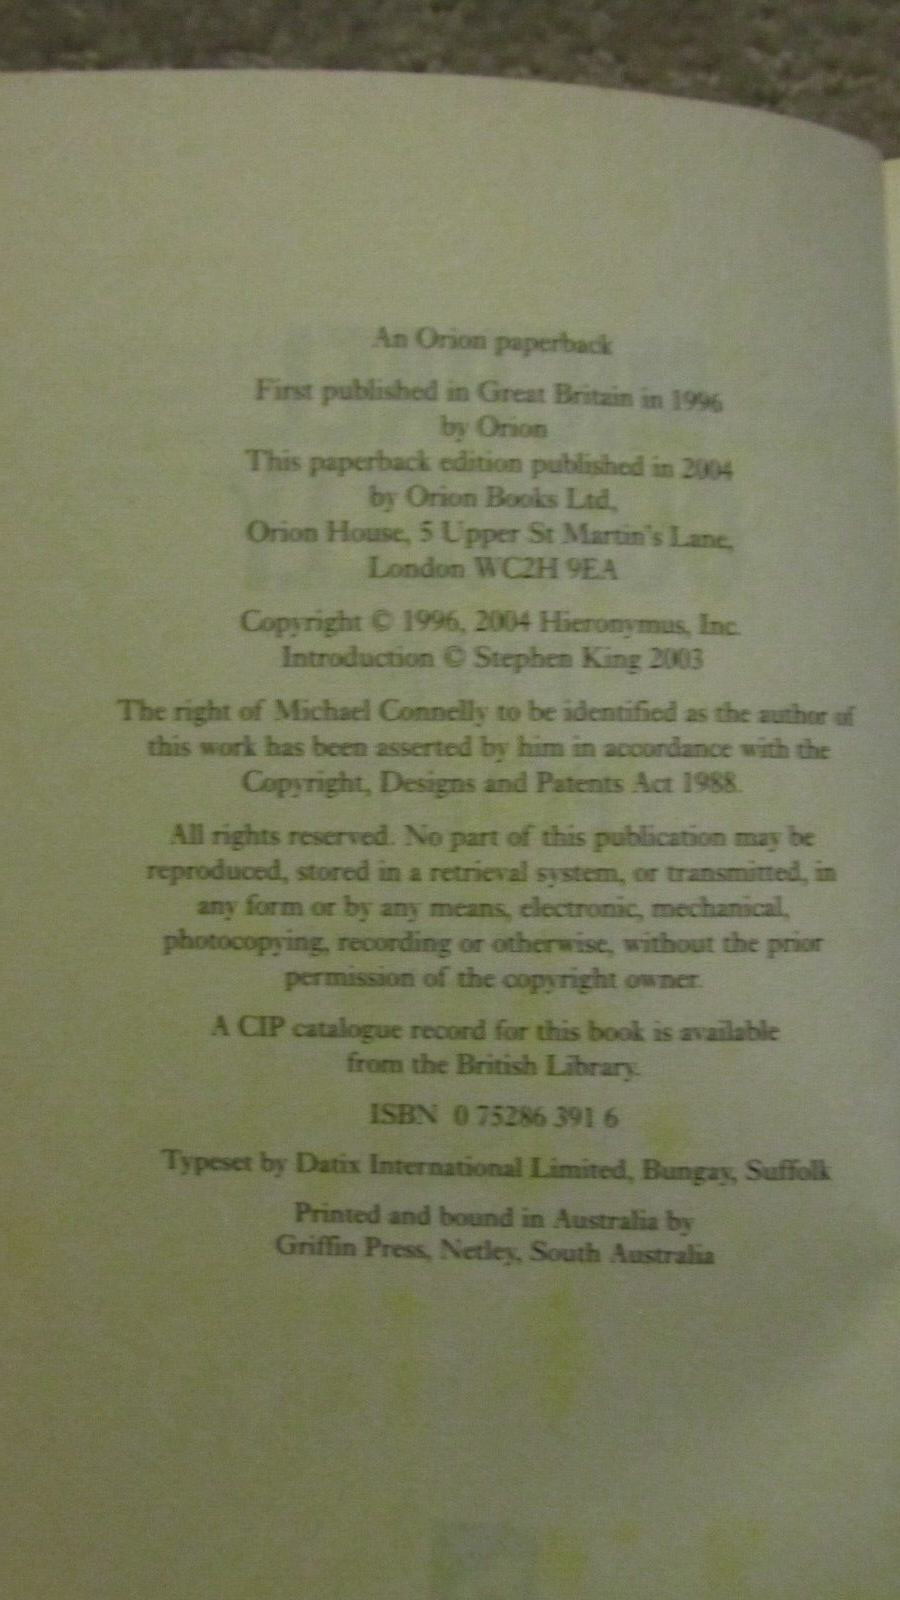 An Orion paperback
First published in Great Britain in 1996
by Orion
This paperback edition published in 2004
by Orion Books Ltd,
Orion House, 5 Upper St Martin's Lane,
London WC2H 9EA
Copyright © 1996, 2004 Hieronymus, Inc.
Introduction © Stephen King 2003
The right of Michael Connelly to be identified as the author of
this work has been asserted by him in accordance with the
Copyright, Designs and Patents Act 1988.
All rights reserved. No part of this publication may be
reproduced, stored in a retrieval system, or transmitted, in
any form or by any means, electronic, mechanical,
photocopying, recording or otherwise, without the prior
permission of the copyright owner.
A CIP catalogue record for this book is available
from the British Library.
ISBN 0 75286 391 6
Typeset by Datix International Limited, Bungay, Suffolk
Printed and bound in Australia by
Griffin Press, Netley, South Australia